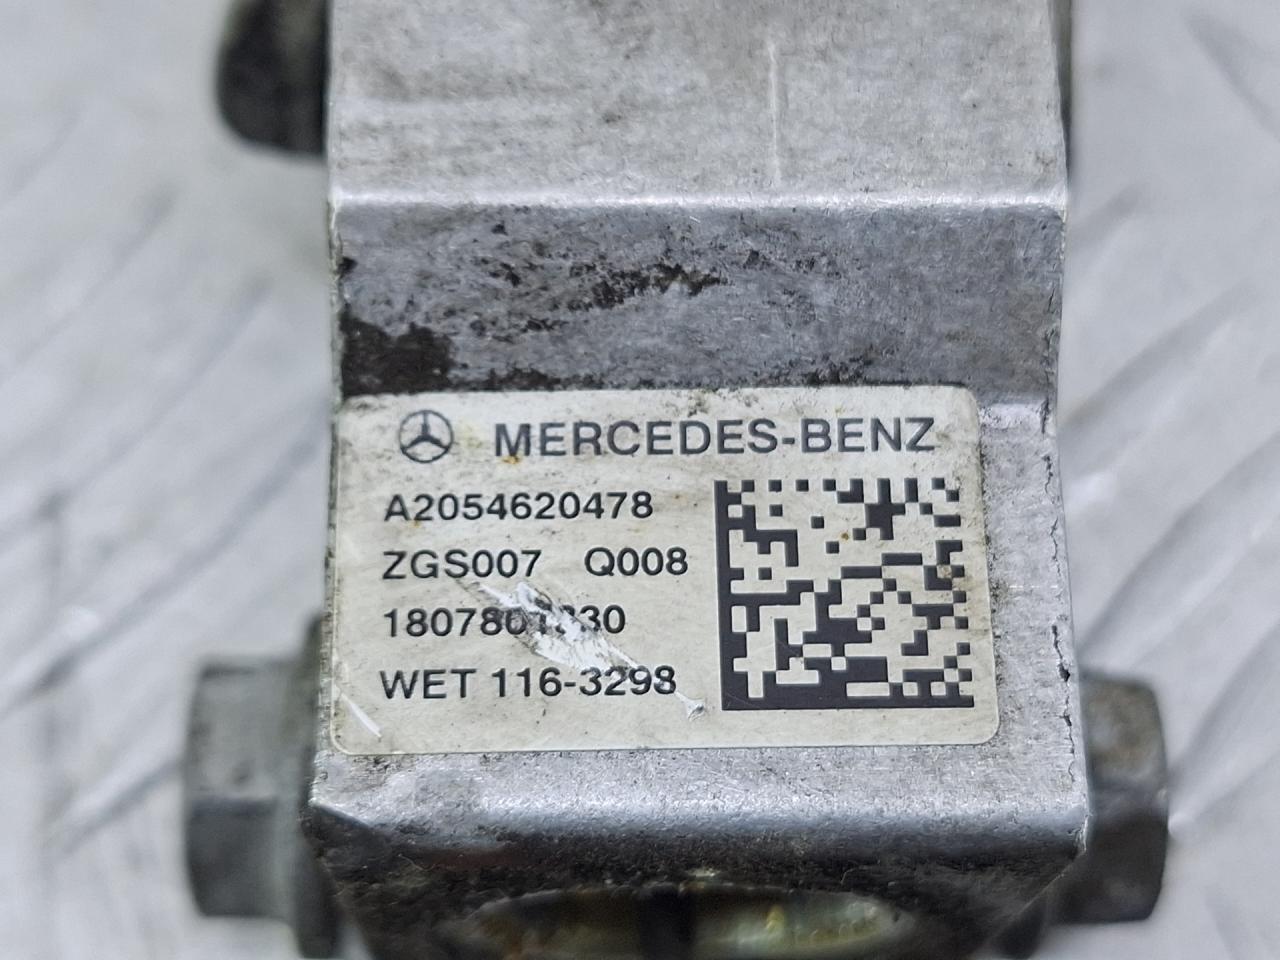 MERCEDES-BENZ
A2054620478
ZGS007 Q008
WET 116-3298